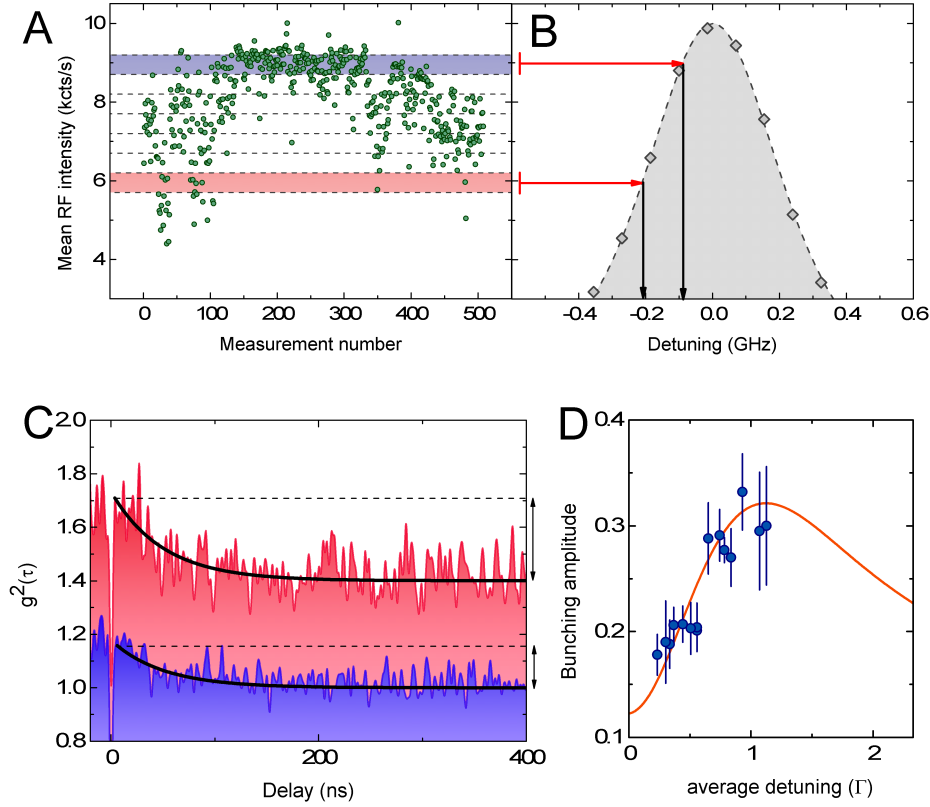 A
Mean RF intensity (kcts/s)
10
8
6
4
0 100 200 300 400 500
Measurement number
B
-0.4 -0.2 0.0 0.2 0.4 0.6
Detuning (GHz)
C
g²(τ)
2.0
1.8
1.6
1.4
1.2
1.0
0.8
0 200 400
Delay (ns)
D
Bunching amplitude
0.4
0.3
0.2
0.1
0 1 2
average detuning (Γ)